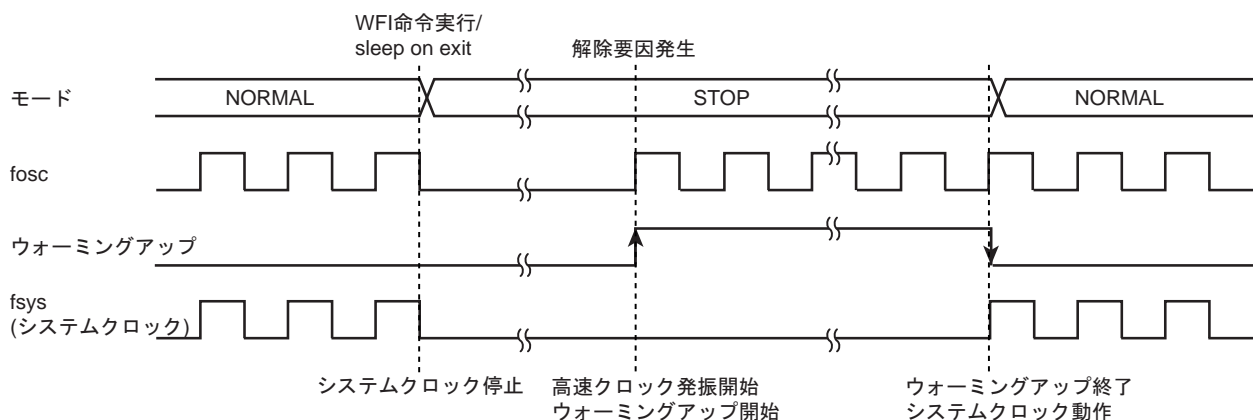 WFI命令実行/
sleep on exit
解除要因発生
モード
NORMAL
STOP
NORMAL
fosc
ウォーミングアップ
fsys
(システムクロック)
システムクロック停止
高速クロック発振開始
ウォーミングアップ開始
ウォーミングアップ終了
システムクロック動作